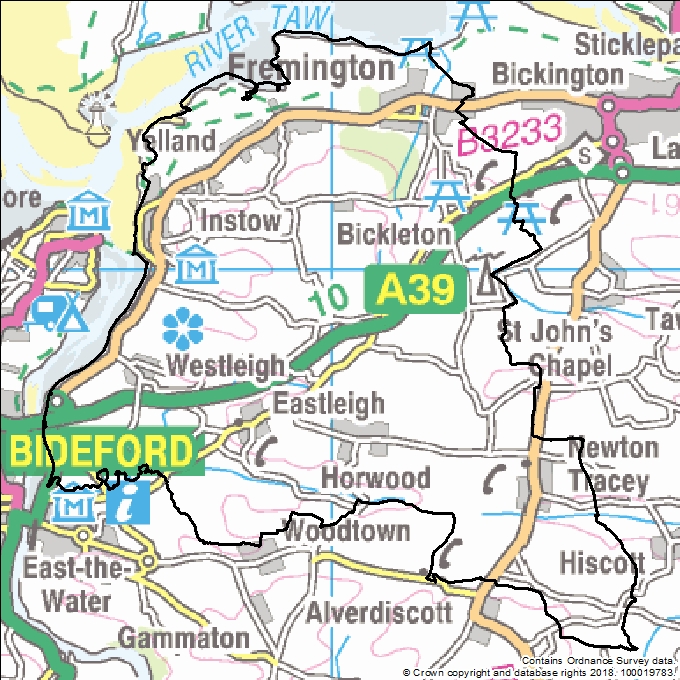 RIVER TAW
Sticklepa
Fremington
Bickington
B3233
Yelland
S
La
ore
M
Instow
Bickleton
61
M
10
A39
St John's
Chapel
Taw
Westleigh
Eastleigh
BIDEFORD
Newton
Tracey
Horwood
M
i
Woodtown
East-the-
Water
Hiscott
Alverdiscott
Gammaton
Contains Ordnance Survey data.
© Crown copyright and database rights 2018. 100019783.